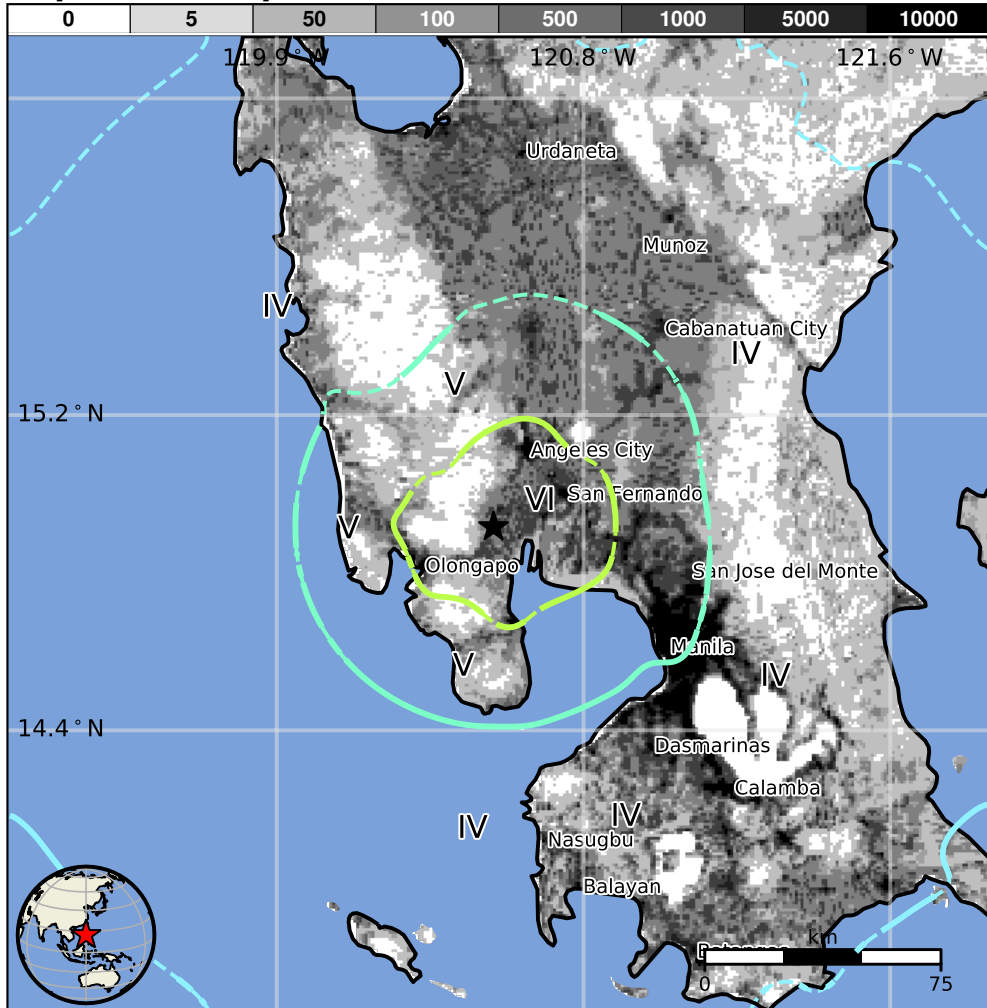 0 5 50 100 500 1000 5000 10000
119.9°W 120.8°W 121.6°W
Urdaneta
Munoz
IV
Cabanatuan City
IV
V
15.2°N
Angeles City
VI San Fernando
V
Olongapo
San Jose del Monte
Manila
V
IV
14.4°N
Dasmarinas
Calamba
IV
IV
Nasugbu
Balayan
km
0 75